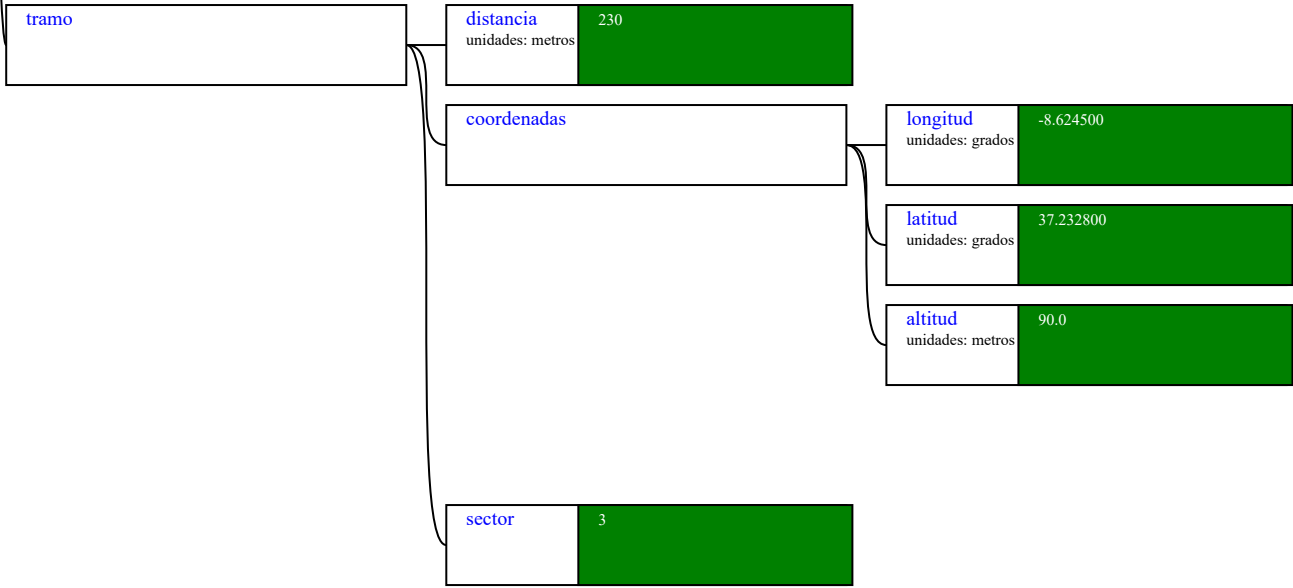 tramo
distancia
unidades: metros
230
coordenadas
longitud
unidades: grados
-8.624500
latitud
unidades: grados
37.232800
altitud
unidades: metros
90.0
sector
3